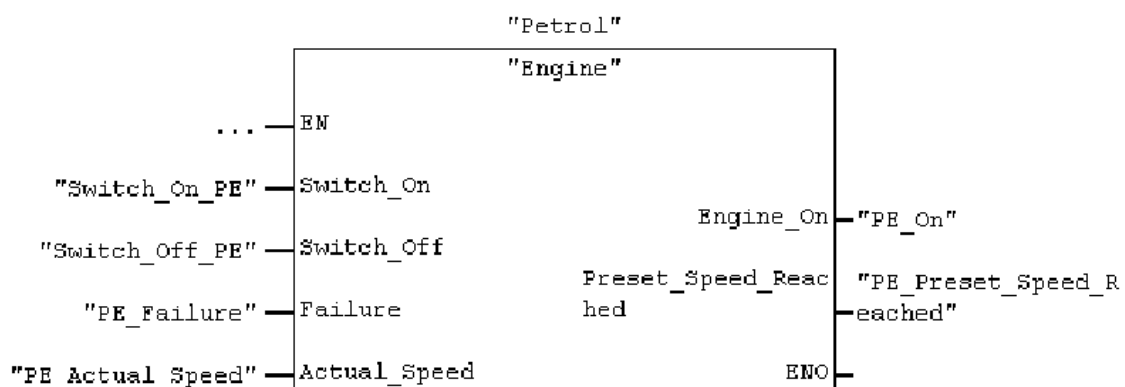 "Petrol"
"Engine"
... EN
"Switch_On_PE" Switch_On
Engine_On "PE_On"
"Switch_Off_PE" Switch_Off
Preset_Speed_Reac "PE_Preset_Speed_R
"PE_Failure" Failure hed eached"
"PE Actual Speed" Actual_Speed ENO